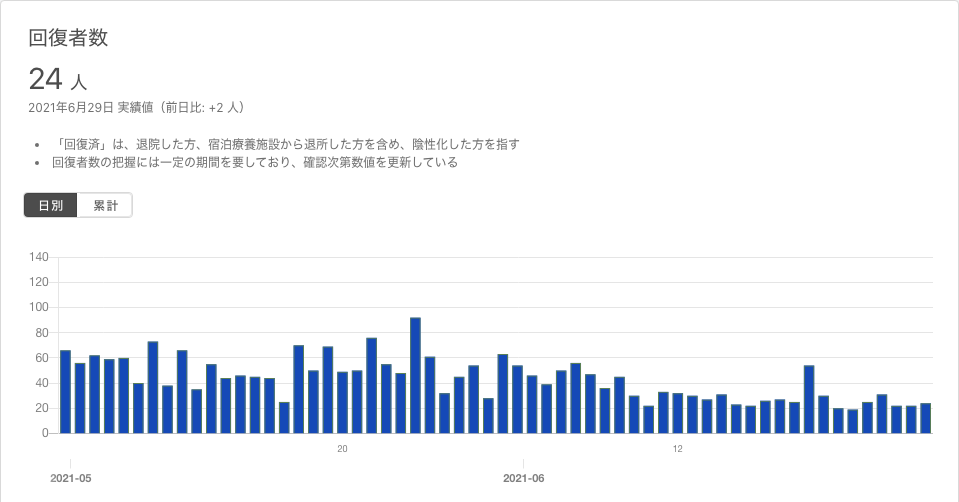 回復者数
24 人
2021年6月29日 実績値（前日比: +2 人）
「回復済」は、退院した方、宿泊療養施設から退所した方を含め、陰性化した方を指す
回復者数の把握には一定の期間を要しており、確認次第数値を更新している
日別 累計
140
120
100
80
60
40
20
0
20 12
2021-05 2021-06